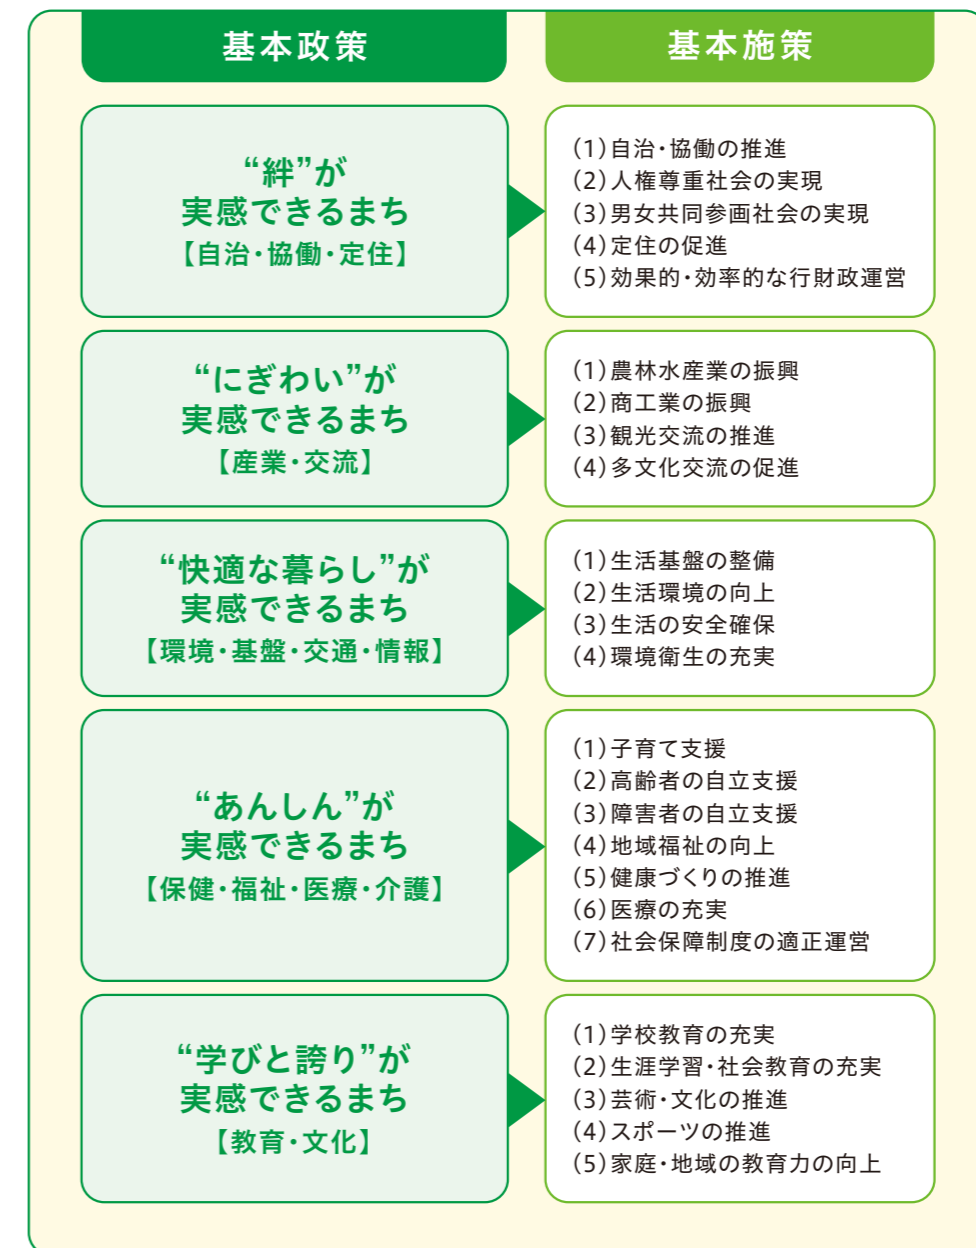 基本政策
基本施策
“絆”が
実感できるまち
【自治・協働・定住】
(1)自治・協働の推進
(2)人権尊重社会の実現
(3)男女共同参画社会の実現
(4)定住の促進
(5)効果的・効率的な行財政運営
“にぎわい”が
実感できるまち
【産業・交流】
(1)農林水産業の振興
(2)商工業の振興
(3)観光交流の推進
(4)多文化交流の促進
“快適な暮らし”が
実感できるまち
【環境・基盤・交通・情報】
(1)生活基盤の整備
(2)生活環境の向上
(3)生活の安全確保
(4)環境衛生の充実
“あんしん”が
実感できるまち
【保健・福祉・医療・介護】
(1)子育て支援
(2)高齢者の自立支援
(3)障害者の自立支援
(4)地域福祉の向上
(5)健康づくりの推進
(6)医療の充実
(7)社会保障制度の適正運営
“学びと誇り”が
実感できるまち
【教育・文化】
(1)学校教育の充実
(2)生涯学習・社会教育の充実
(3)芸術・文化の推進
(4)スポーツの推進
(5)家庭・地域の教育力の向上